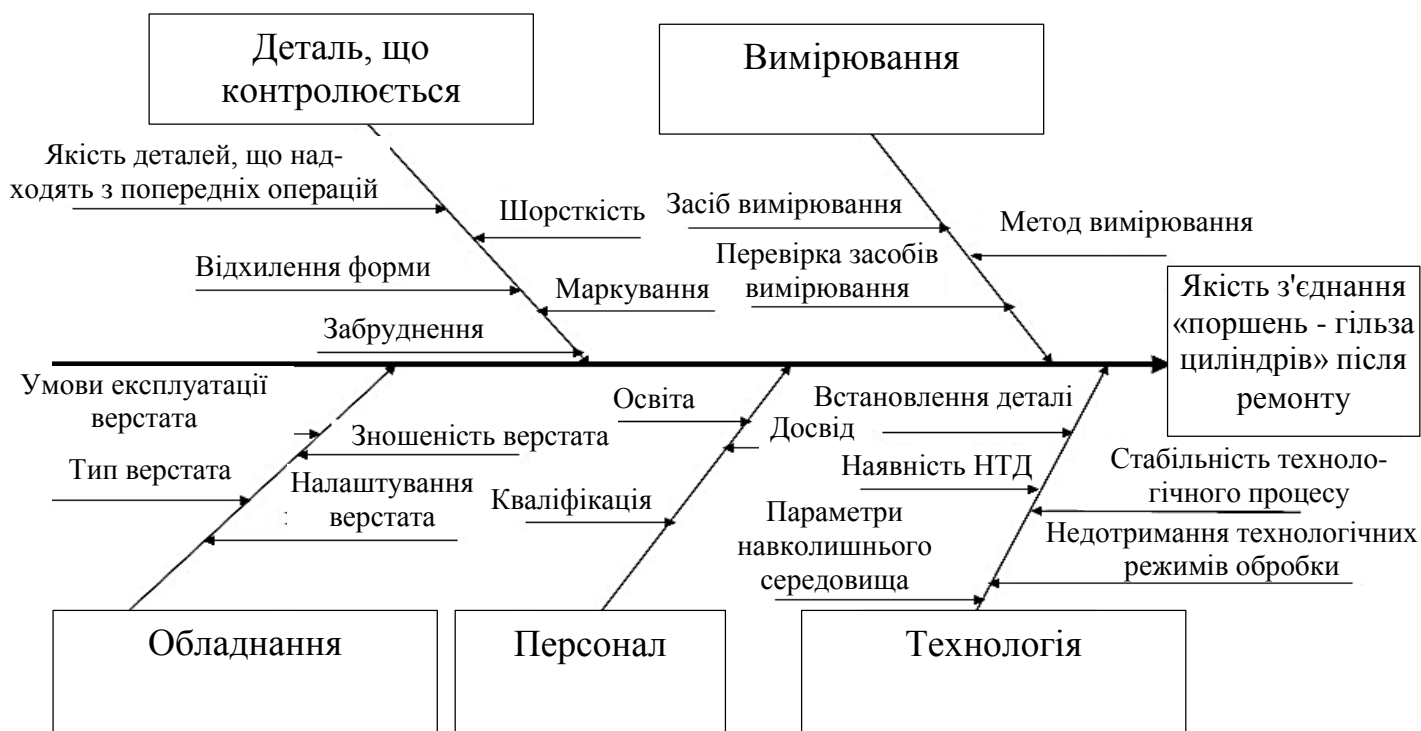 Деталь, що
контролюється
Вимірювання
Якість деталей, що над-
ходять з попередніх операцій
Шорсткість
Відхилення форми
Маркування
Забруднення
Засіб вимірювання
Метод вимірювання
Перевірка засобів
вимірювання
Якість з'єднання
«поршень - гільза
циліндрів» після
ремонту
Умови експлуатації
верстата
Зношеність верстата
Тип верстата
Налаштування
верстата
Освіта
Досвід
Кваліфікація
Встановлення деталі
Наявність НТД
Стабільність техноло-
гічного процесу
Параметри
навколишнього
середовища
Недотримання технологічних
режимів обробки
Обладнання
Персонал
Технологія